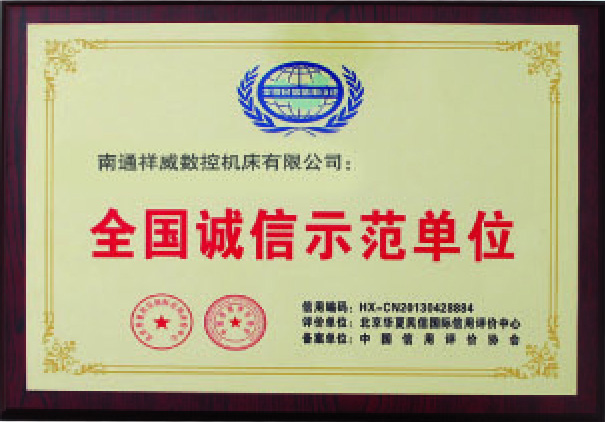 南通祥威数控机床有限公司：
全国诚信示范单位
信用编码：HX-CN20130428884
评价单位：北京华夏民信国际信用评价中心
备案单位：中国信用评价协会